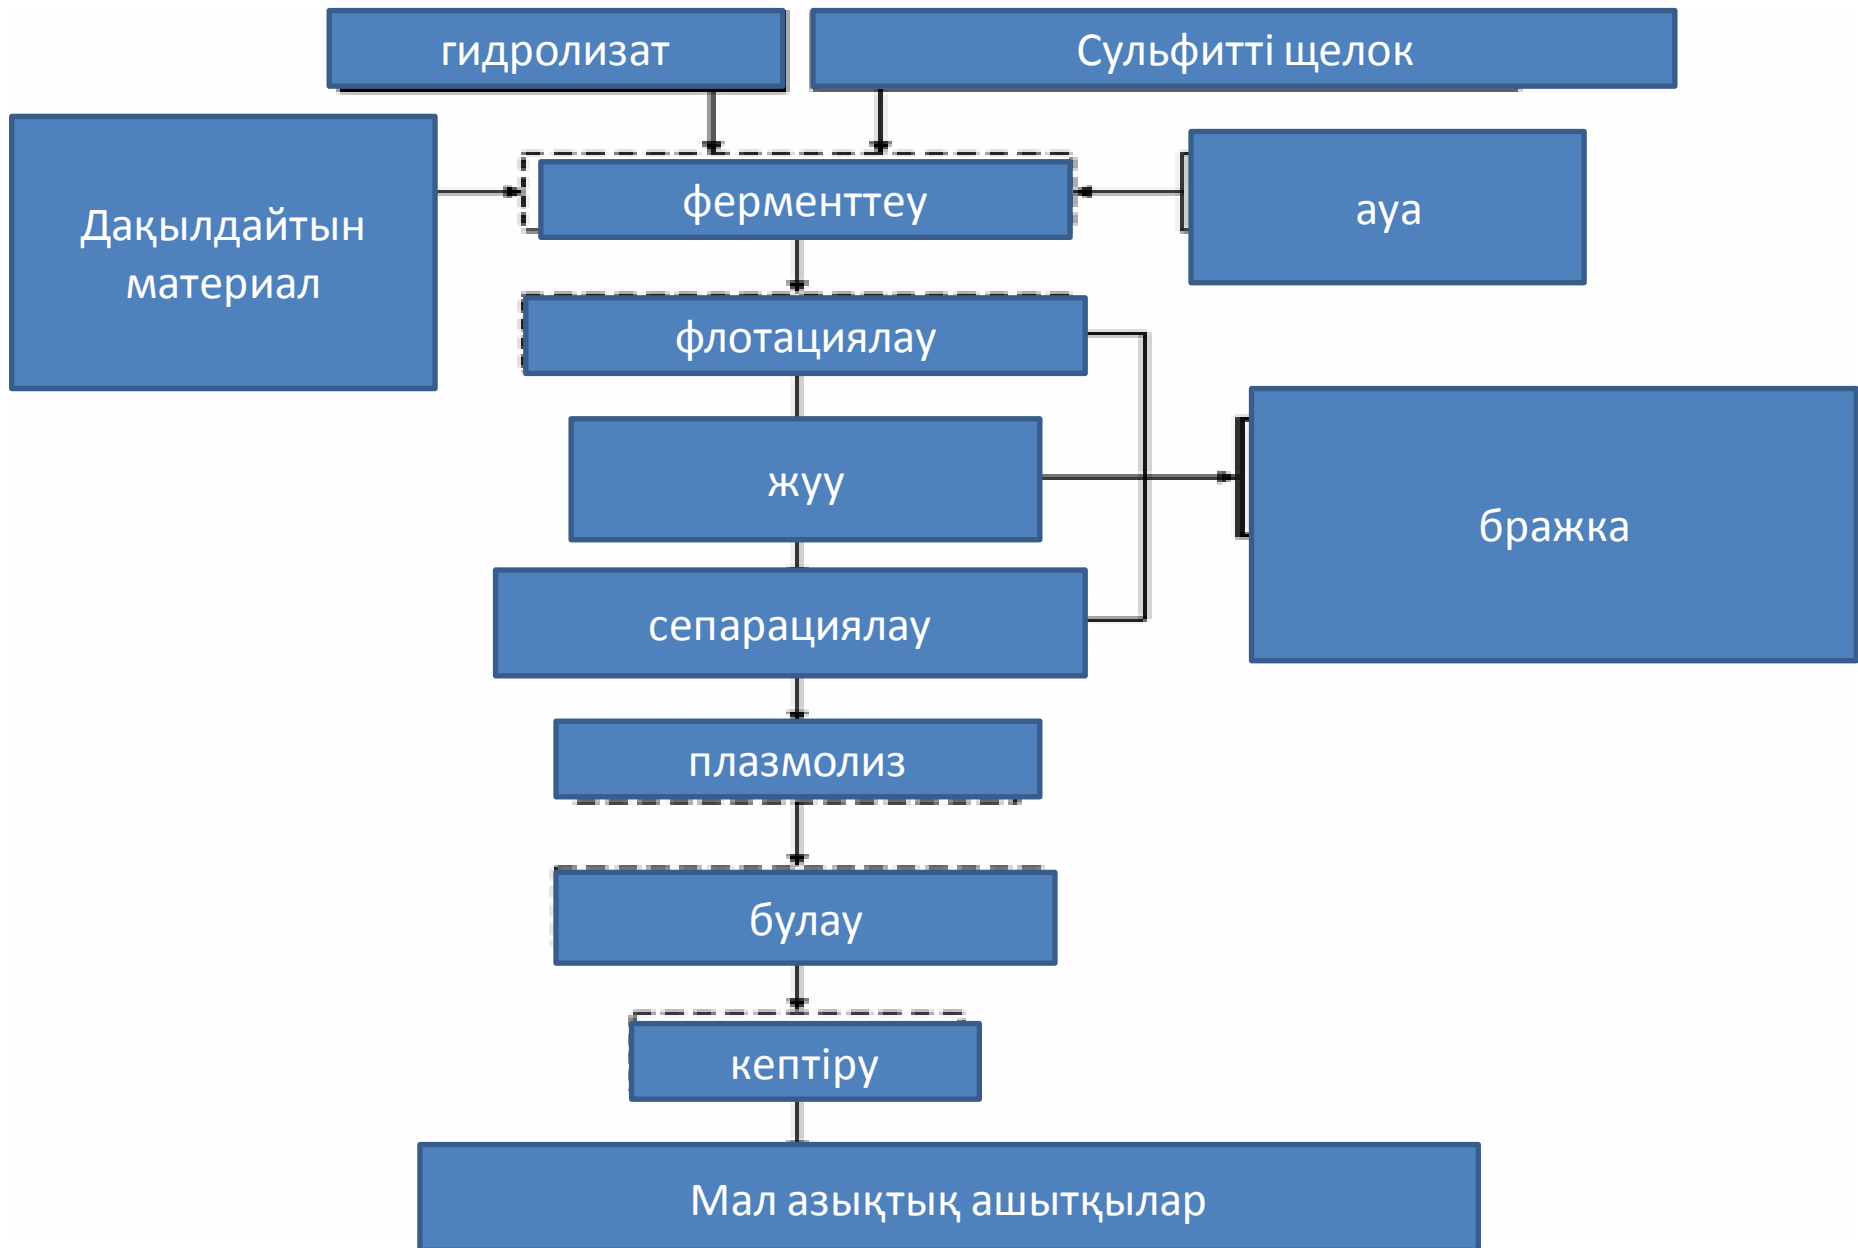 гидролизат
Сульфитті щелок
Дақылдайтын
материал
ферменттеу
ауа
флотациялау
жуу
бражка
сепарациялау
плазмолиз
булау
кептіру
Мал азықтық ашытқылар